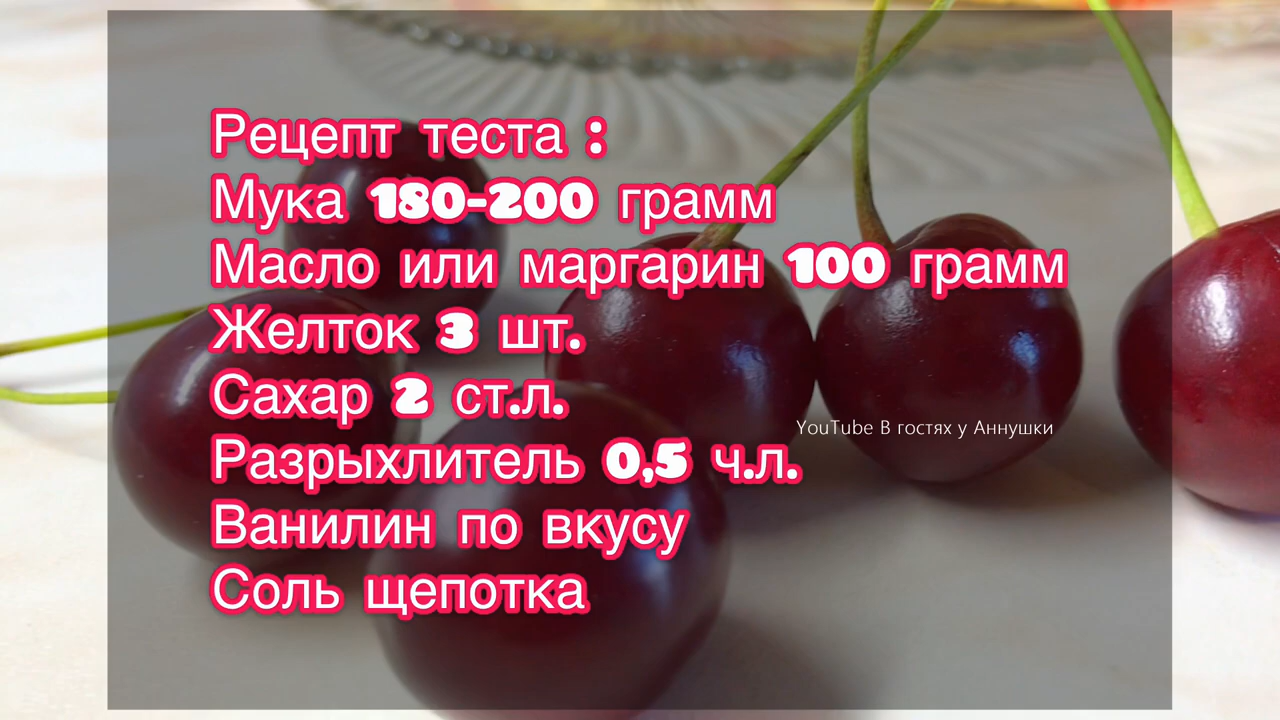 Рецепт теста :
Мука 180-200 грамм
Масло или маргарин 100 грамм
Желток 3 шт.
Сахар 2 ст.л.
YouTube В гостях у Аннушки
Разрыхлитель 0,5 ч.л.
Ванилин по вкусу
Соль щепотка